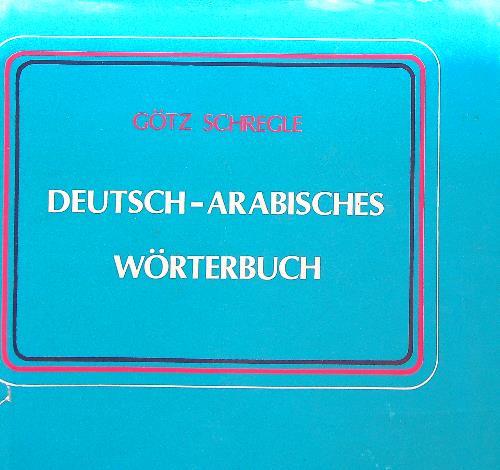 GÖTZ SCHREGLE
DEUTSCH-ARABISCHES
WÖRTERBUCH